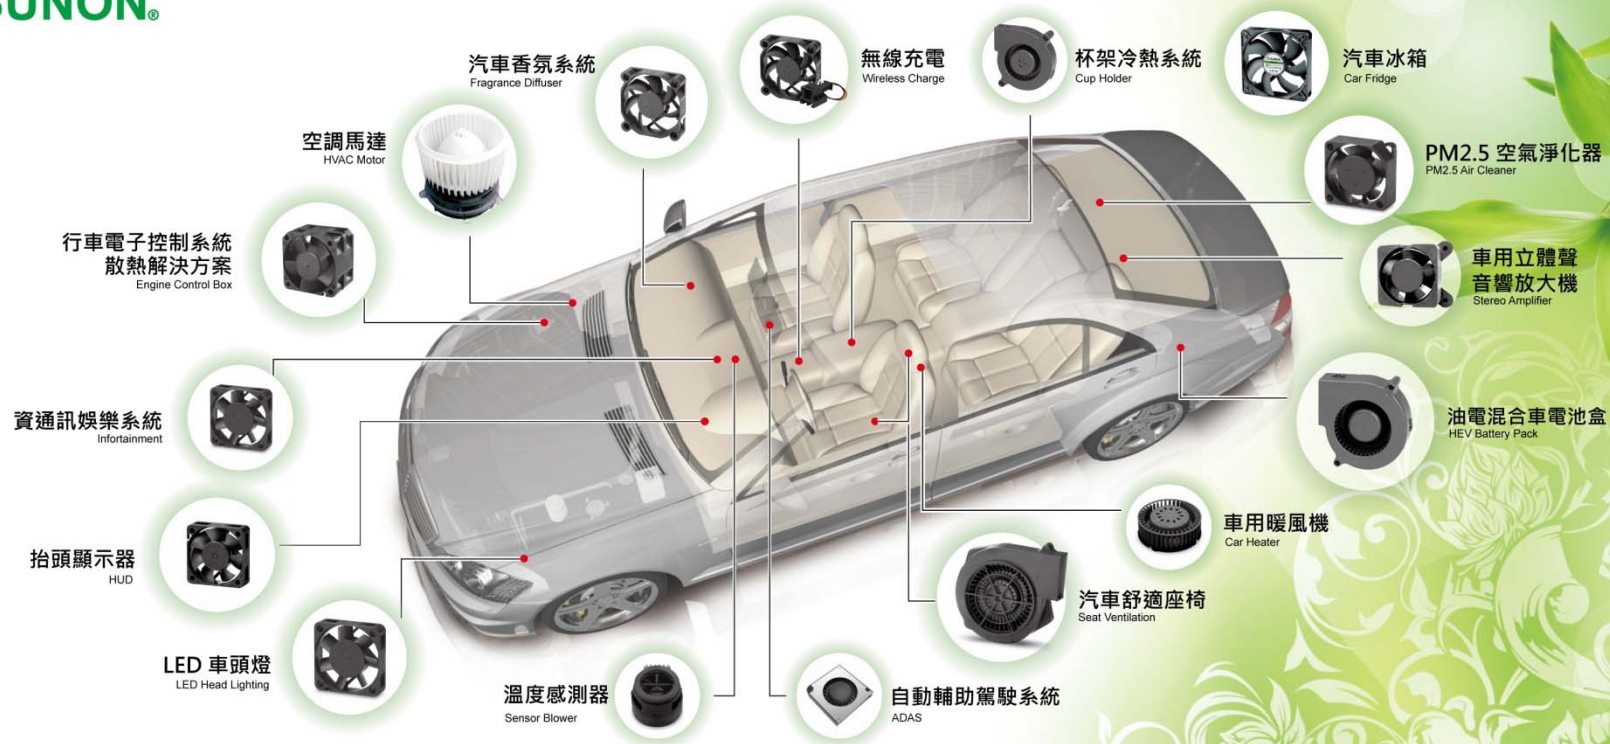 SUNON®
汽車香氛系統
Fragrance Diffuser
無線充電
Wireless Charge
杯架冷熱系統
Cup Holder
汽車冰箱
Car Fridge
空調馬達
HVAC Motor
PM2.5 空氣淨化器
PM2.5 Air Cleaner
行車電子控制系統
散熱解決方案
Engine Control Box
車用立體聲
音響放大機
Stereo Amplifier
資通訊娛樂系統
Infortainment
油電混合車電池盒
HEV Battery Pack
抬頭顯示器
HUD
車用暖風機
Car Heater
汽車舒適座椅
Seat Ventilation
LED 車頭燈
LED Head Lighting
溫度感測器
Sensor Blower
自動輔助駕駛系統
ADAS